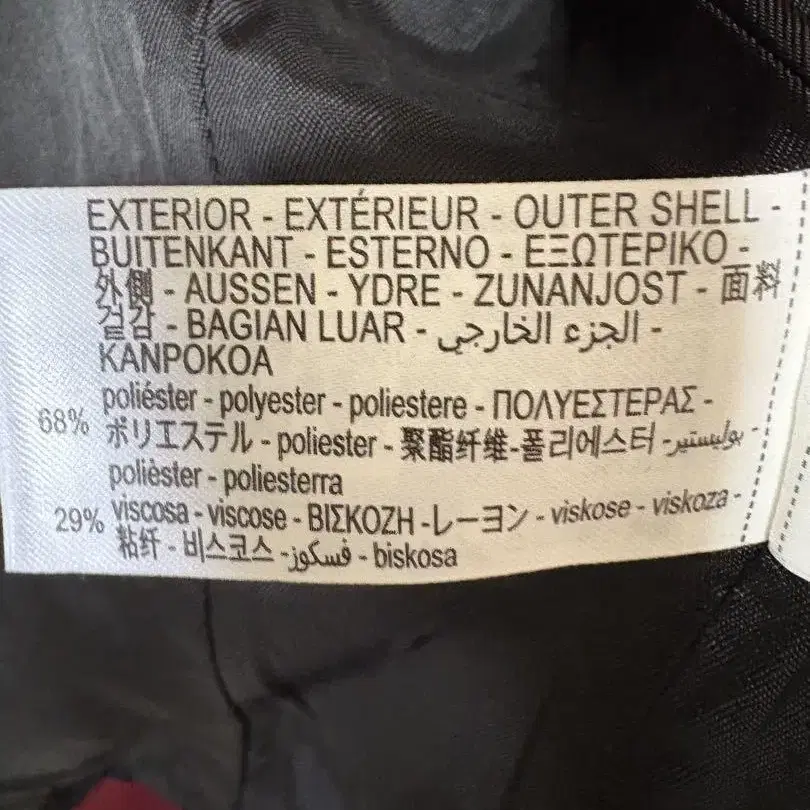 EXTERIOR - EXTÉRIEUR - OUTER SHELL -
BUITENKANT - ESTERNO - ΕΞΩΤΕΡΙΚΟ -
外側 - AUSSEN - YDRE - ZUNANJOST - 面料
겉감 - BAGIAN LUAR - الجزء الخارجي -
KANPOKOA
68% poliéster - polyester - poliestere - ΠΟΛΥΕΣΤΕΡΑΣ -
ポリエステル - poliester - 聚酯纤维-폴리에스터 - بوليستير -
polièster - poliesterra
29% viscosa - viscose - ΒΙΣΚΟΖΗ -レーヨン - viskose - viskoza -
粘纤 - 비스코스 - فسكوز - biskosa